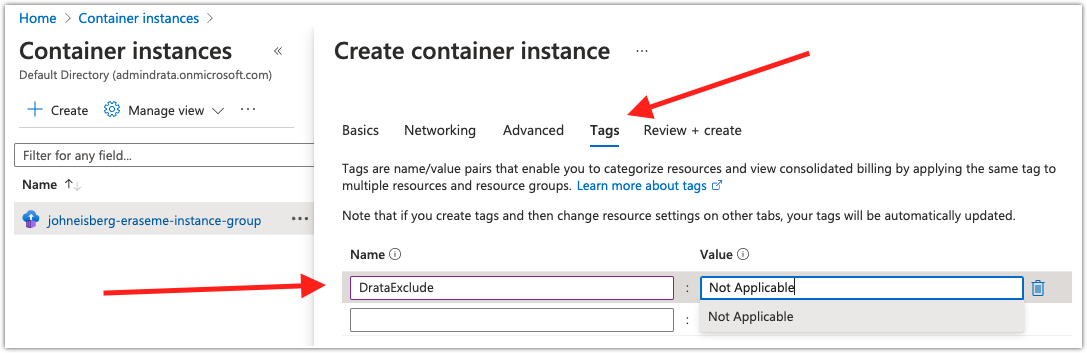 Home > Container instances >
Container instances «
Default Directory (admindrata.onmicrosoft.com)
+ Create Manage view ···
Filter for any field...
Name ↑↓
johneisberg-eraseme-instance-group ···
Create container instance ···
Basics Networking Advanced Tags Review + create
Tags are name/value pairs that enable you to categorize resources and view consolidated billing by applying the same tag to
multiple resources and resource groups. Learn more about tags
Note that if you create tags and then change resource settings on other tabs, your tags will be automatically updated.
Name Value
DrataExclude : Not Applicable
: Not Applicable